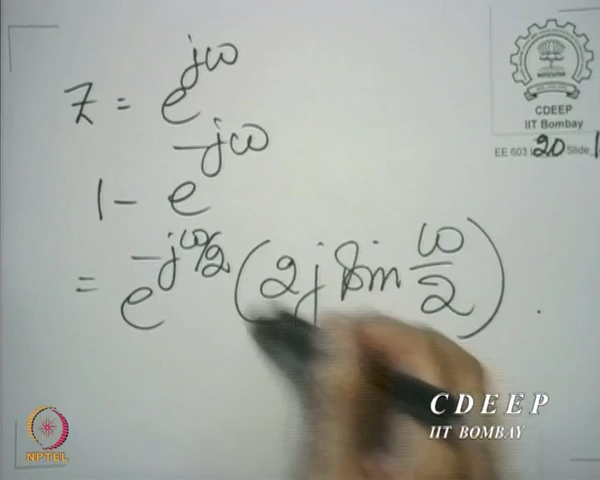 z = e^{jω}
1 - e^{-jω}
= e^{-jω/2} (2j sin ω/2).
CDEEP
IIT Bombay
EE 603 L 20 Slide 1
CDEEP
IIT BOMBAY
NPTEL